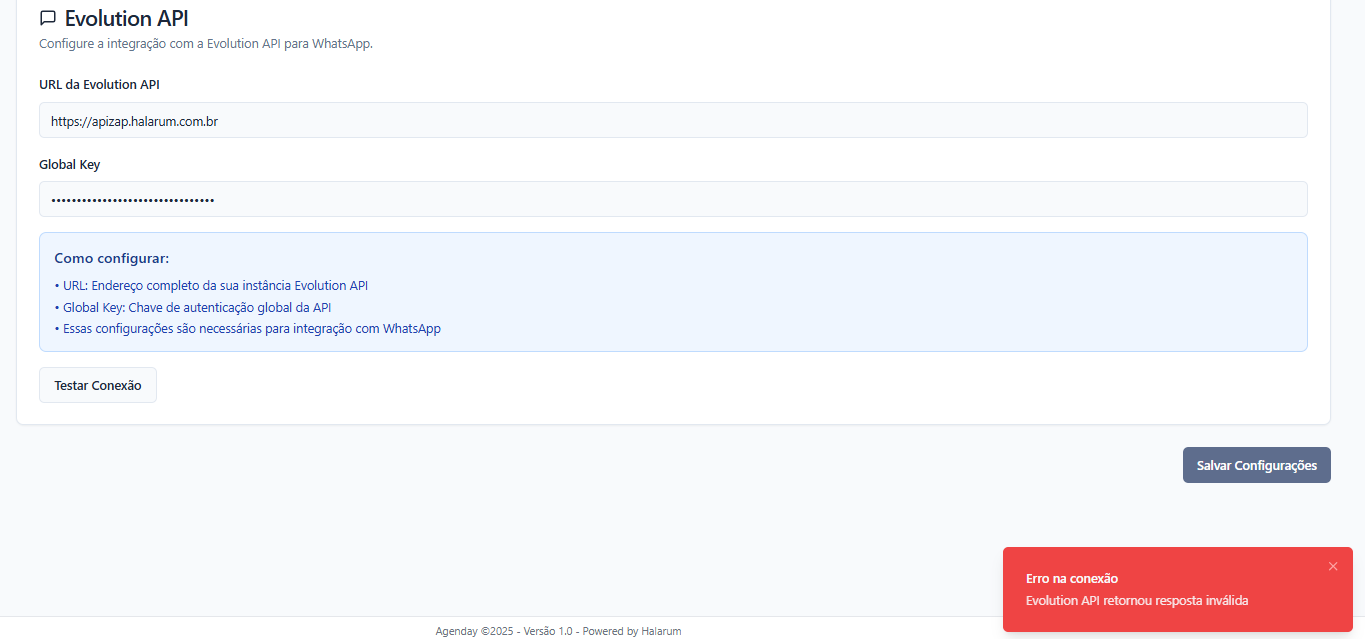 Evolution API
Configure a integração com a Evolution API para WhatsApp.
URL da Evolution API
https://apizap.halarum.com.br
Global Key
••••••••••••••••••••••••••••••••
Como configurar:
• URL: Endereço completo da sua instância Evolution API
• Global Key: Chave de autenticação global da API
• Essas configurações são necessárias para integração com WhatsApp
Testar Conexão
Salvar Configurações
Erro na conexão
Evolution API retornou resposta inválida
Agenday ©2025 - Versão 1.0 - Powered by Halarum